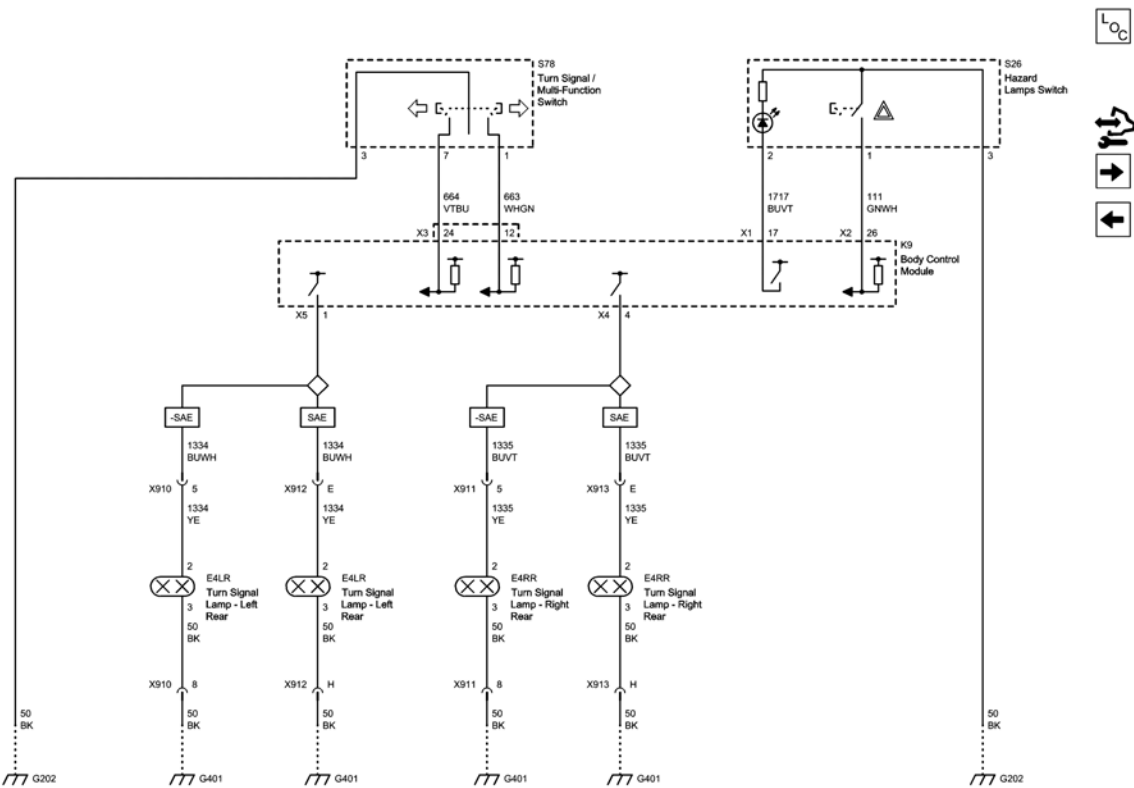 LOC
S78
Turn Signal /
Multi-Function
Switch
S26
Hazard
Lamps Switch
3
7
1
2
1
3
664
VTBU
663
WHGN
1717
BUVT
111
GNWH
X3
24
12
X1
17
X2
26
K9
Body Control
Module
X5
1
X4
4
-SAE
SAE
-SAE
SAE
1334
BUWH
1334
BUWH
1335
BUVT
1335
BUVT
X910
5
X912
E
X911
5
X913
E
1334
YE
1334
YE
1335
YE
1335
YE
2
2
2
2
E4LR
Turn Signal
Lamp - Left
Rear
E4LR
Turn Signal
Lamp - Left
Rear
E4RR
Turn Signal
Lamp - Right
Rear
E4RR
Turn Signal
Lamp - Right
Rear
3
3
3
3
50
BK
50
BK
50
BK
50
BK
X910
8
X912
H
X911
8
X913
H
50
BK
50
BK
50
BK
50
BK
50
BK
50
BK
G202
G401
G401
G401
G401
G202